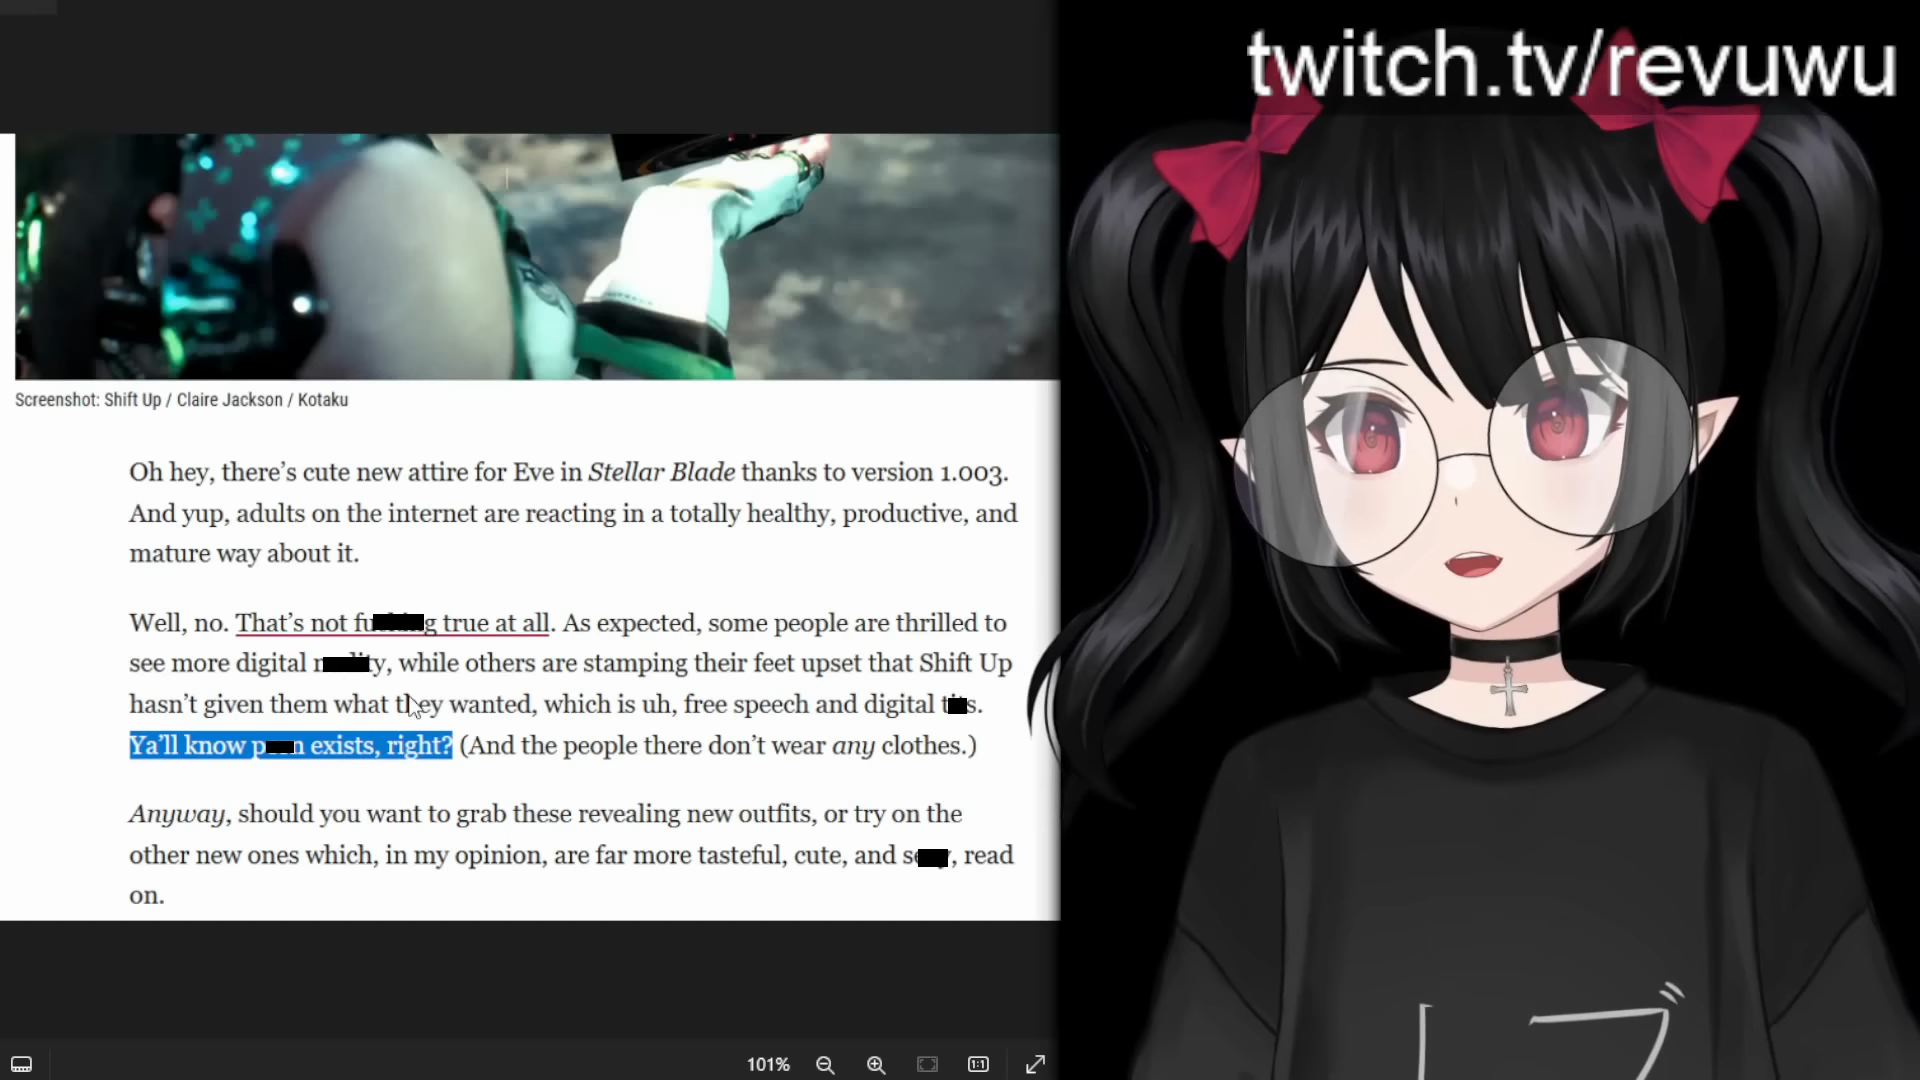 twitch.tv/revuwu
Screenshot: Shift Up / Claire Jackson / Kotaku
Oh hey, there’s cute new attire for Eve in Stellar Blade thanks to version 1.003.
And yup, adults on the internet are reacting in a totally healthy, productive, and
mature way about it.
Well, no. That’s not fu g true at all. As expected, some people are thrilled to
see more digital ty, while others are stamping their feet upset that Shift Up
hasn’t given them what they wanted, which is uh, free speech and digital t s.
Ya’ll know p n exists, right? (And the people there don’t wear any clothes.)
Anyway, should you want to grab these revealing new outfits, or try on the
other new ones which, in my opinion, are far more tasteful, cute, and s , read
on.
101%
1:1